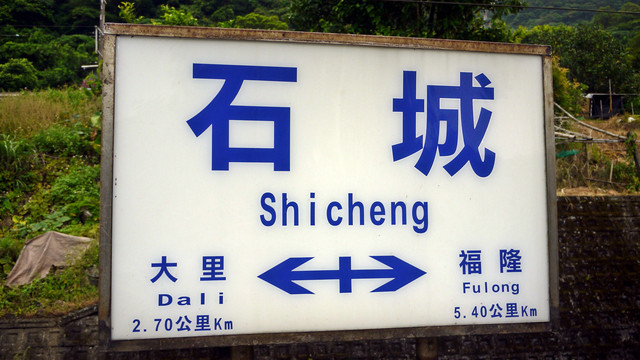 石城
Shicheng
大里
Dali
2.70公里Km
福隆
Fulong
5.40公里Km